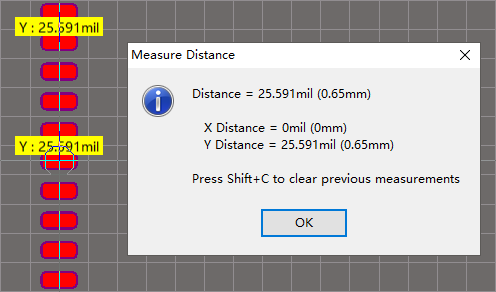 Y : 25.591mil
Measure Distance
Distance = 25.591mil (0.65mm)
X Distance = 0mil (0mm)
Y Distance = 25.591mil (0.65mm)
Y : 25.591mil
Press Shift+C to clear previous measurements
OK